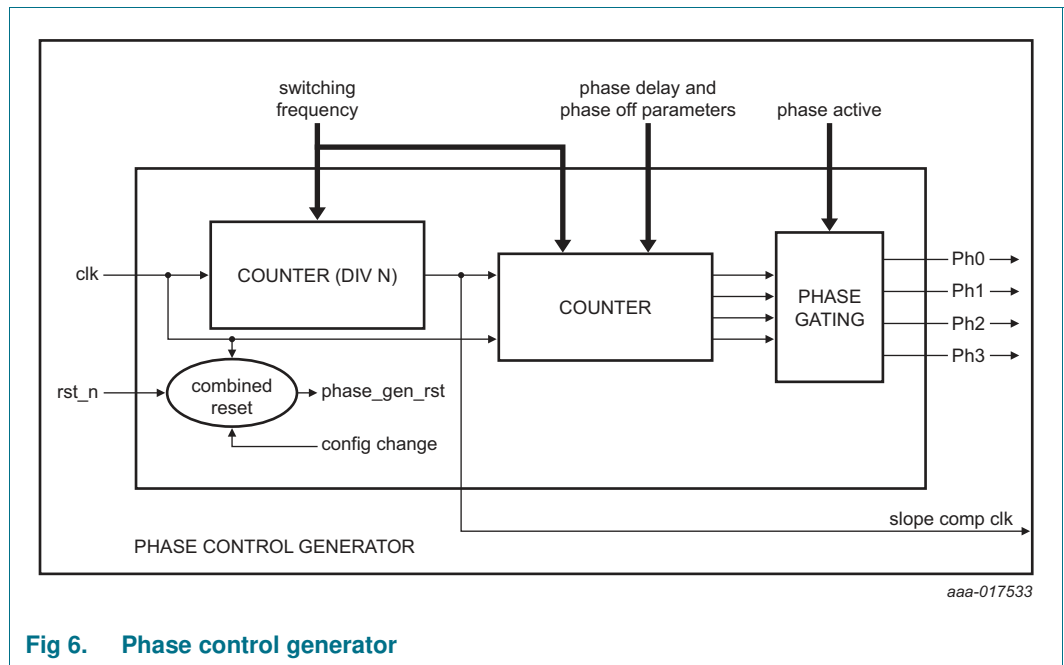 switching
frequency
phase delay and
phase off parameters
phase active
clk
COUNTER (DIV N)
COUNTER
PHASE
GATING
Ph0
Ph1
Ph2
Ph3
rst_n
combined
reset
phase_gen_rst
config change
slope comp clk
PHASE CONTROL GENERATOR
aaa-017533
Fig 6. Phase control generator